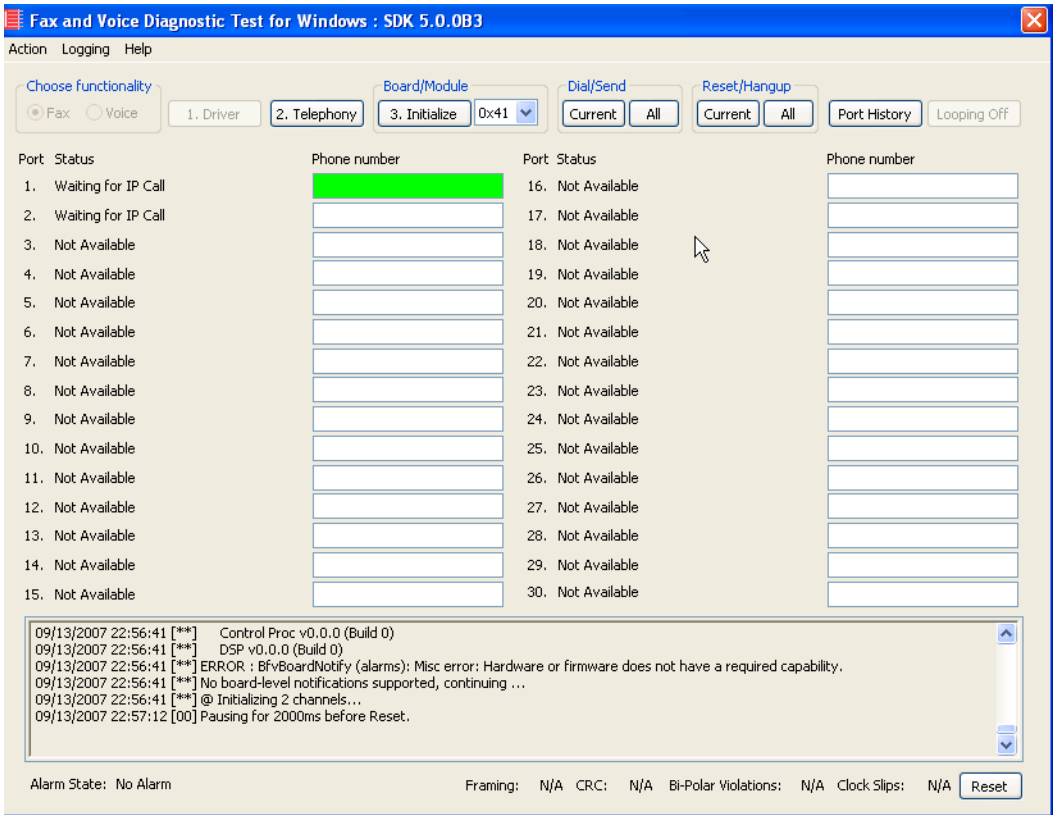 Fax and Voice Diagnostic Test for Windows : SDK 5.0.0B3
Action Logging Help
Choose functionality Board/Module Dial/Send Reset/Hangup
Fax Voice 1. Driver 2. Telephony 3. Initialize 0x41 Current All Current All Port History Looping Off
Port Status Phone number Port Status Phone number
1. Waiting for IP Call 16. Not Available
2. Waiting for IP Call 17. Not Available
3. Not Available 18. Not Available
4. Not Available 19. Not Available
5. Not Available 20. Not Available
6. Not Available 21. Not Available
7. Not Available 22. Not Available
8. Not Available 23. Not Available
9. Not Available 24. Not Available
10. Not Available 25. Not Available
11. Not Available 26. Not Available
12. Not Available 27. Not Available
13. Not Available 28. Not Available
14. Not Available 29. Not Available
15. Not Available 30. Not Available
09/13/2007 22:56:41 [**] Control Proc v0.0.0 (Build 0)
09/13/2007 22:56:41 [**] DSP v0.0.0 (Build 0)
09/13/2007 22:56:41 [**] ERROR : BfvBoardNotify (alarms): Misc error: Hardware or firmware does not have a required capability.
09/13/2007 22:56:41 [**] No board-level notifications supported, continuing ...
09/13/2007 22:56:41 [**] @ Initializing 2 channels...
09/13/2007 22:57:12 [00] Pausing for 2000ms before Reset.
Alarm State: No Alarm Framing: N/A CRC: N/A Bi-Polar Violations: N/A Clock Slips: N/A Reset